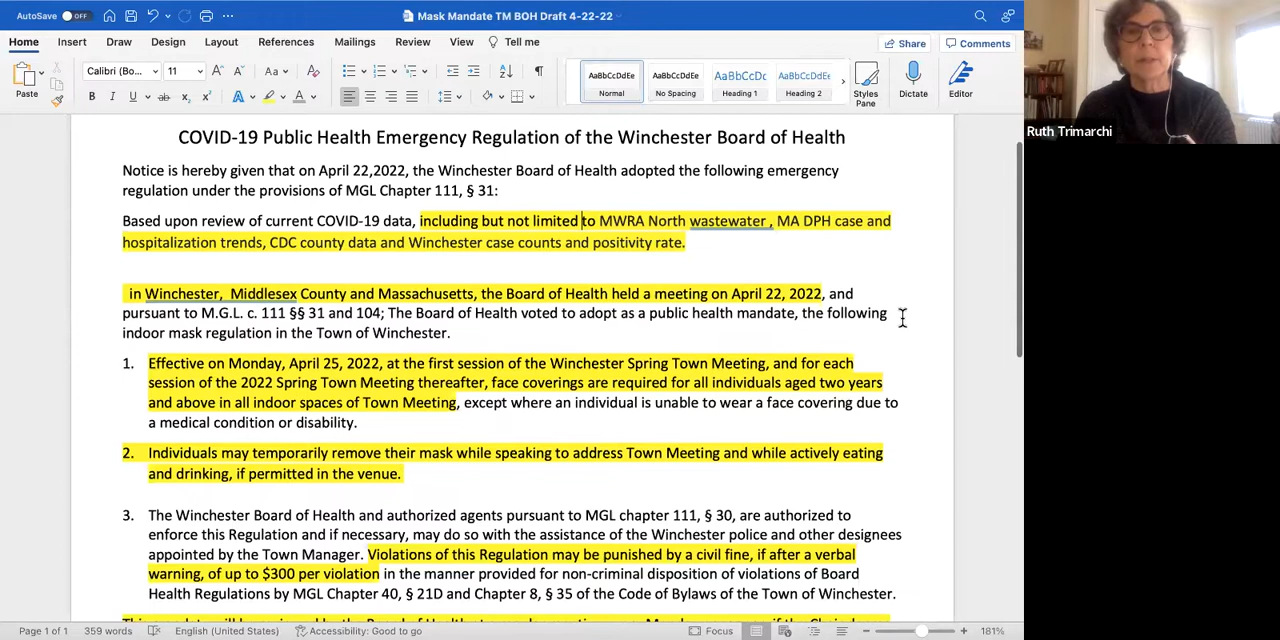 AutoSave OFF Mask Mandate TM BOH Draft 4-22-22
Home Insert Draw Design Layout References Mailings Review View Tell me Share Comments
Paste Calibri (Bo... 11 Aa AaBbCcDdEe AaBbCcDdEe AaBbCcDc AaBbCcDdEe
B I U ab x₂ x² A A Normal No Spacing Heading 1 Heading 2 Styles Pane Dictate Editor
Ruth Trimarchi
COVID-19 Public Health Emergency Regulation of the Winchester Board of Health
Notice is hereby given that on April 22,2022, the Winchester Board of Health adopted the following emergency
regulation under the provisions of MGL Chapter 111, § 31:
Based upon review of current COVID-19 data, including but not limited to MWRA North wastewater , MA DPH case and
hospitalization trends, CDC county data and Winchester case counts and positivity rate.
in Winchester, Middlesex County and Massachusetts, the Board of Health held a meeting on April 22, 2022, and
pursuant to M.G.L. c. 111 §§ 31 and 104; The Board of Health voted to adopt as a public health mandate, the following
indoor mask regulation in the Town of Winchester.
1. Effective on Monday, April 25, 2022, at the first session of the Winchester Spring Town Meeting, and for each
session of the 2022 Spring Town Meeting thereafter, face coverings are required for all individuals aged two years
and above in all indoor spaces of Town Meeting, except where an individual is unable to wear a face covering due to
a medical condition or disability.
2. Individuals may temporarily remove their mask while speaking to address Town Meeting and while actively eating
and drinking, if permitted in the venue.
3. The Winchester Board of Health and authorized agents pursuant to MGL chapter 111, § 30, are authorized to
enforce this Regulation and if necessary, may do so with the assistance of the Winchester police and other designees
appointed by the Town Manager. Violations of this Regulation may be punished by a civil fine, if after a verbal
warning, of up to $300 per violation in the manner provided for non-criminal disposition of violations of Board
Health Regulations by MGL Chapter 40, § 21D and Chapter 8, § 35 of the Code of Bylaws of the Town of Winchester.
Page 1 of 1 359 words English (United States) Accessibility: Good to go Focus 181%